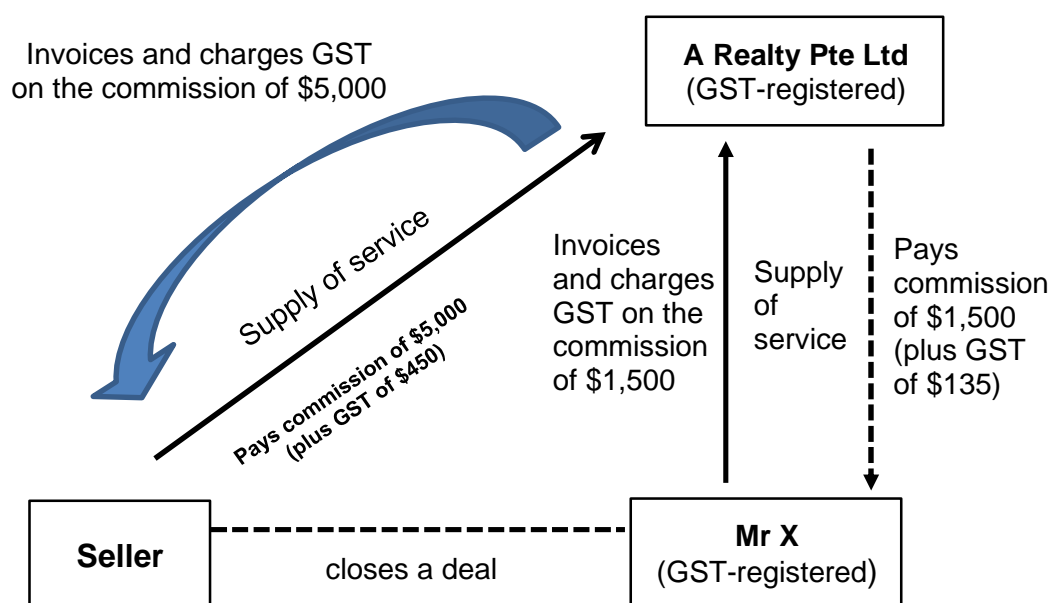 Invoices and charges GST
on the commission of $5,000
A Realty Pte Ltd
(GST-registered)
Supply of service
Pays commission of $5,000
(plus GST of $450)
Invoices
and charges
GST on the
commission
of $1,500
Supply
of
service
Pays
commission
of $1,500
(plus GST
of $135)
Seller
closes a deal
Mr X
(GST-registered)